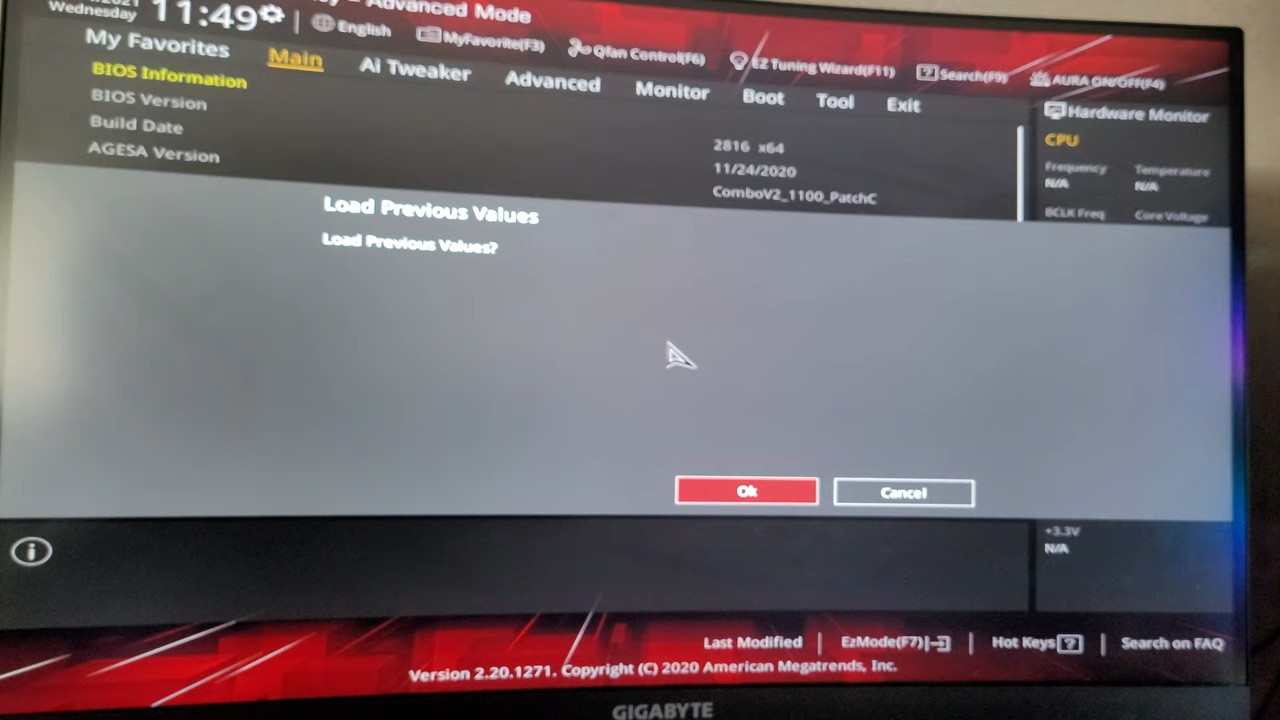 Advanced Mode
Wednesday 11:49 English MyFavorite(F3) Qfan Control(F6) EZ Tuning Wizard(F11) Search(F9) AURA ON/OFF(F4)
My Favorites Main Ai Tweaker Advanced Monitor Boot Tool Exit
Hardware Monitor
BIOS Information
BIOS Version 2816 x64
Build Date 11/24/2020
AGESA Version ComboV2_1100_PatchC
CPU
Frequency Temperature
N/A N/A
BCLK Freq Core Voltage
Load Previous Values
Load Previous Values?
Ok Cancel
+3.3V
N/A
Last Modified EzMode(F7) Hot Keys ? Search on FAQ
Version 2.20.1271. Copyright (C) 2020 American Megatrends, Inc.
GIGABYTE